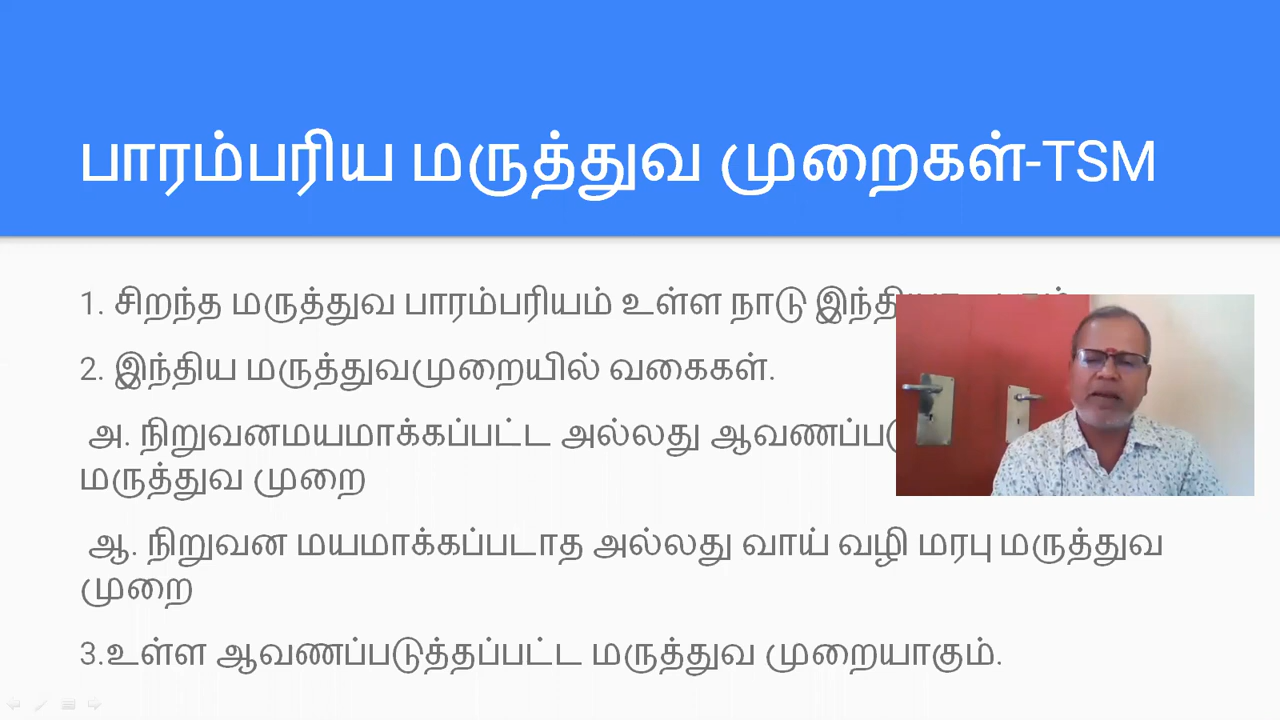 பாரம்பரிய மருத்துவ முறைகள்-TSM
1. சிறந்த மருத்துவ பாரம்பரியம் உள்ள நாடு
2. இந்திய மருத்துவமுறையில் வகைகள்.
அ. நிறுவனமயமாக்கப்பட்ட அல்லது
மருத்துவ முறை
ஆ. நிறுவன மயமாக்கப்படாத அல்லது வாய் வழி மரபு மருத்துவ
முறை
3.உள்ள ஆவணப்படுத்தப்பட்ட மருத்துவ முறையாகும்.